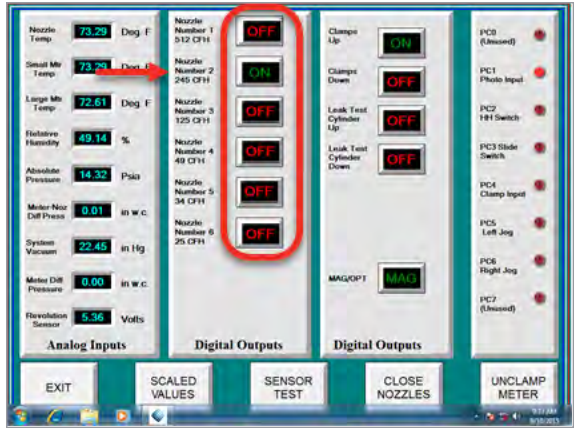 Nozzle
Temp
73.29
Deg. F
Small Mtr
Temp
73.29
Deg. F
Large Mtr
Temp
72.61
Deg. F
Relative
Humidity
49.14
%
Absolute
Pressure
14.32
Psia
Meter-Noz
Diff Press
0.01
in w.c.
System
Vacuum
22.45
in Hg
Meter Diff
Pressure
0.00
in w.c.
Revolution
Sensor
5.36
Volts
Analog Inputs
Nozzle
Number 1
512 CFH
OFF
Nozzle
Number 2
245 CFH
ON
Nozzle
Number 3
125 CFH
OFF
Nozzle
Number 4
49 CFH
OFF
Nozzle
Number 5
34 CFH
OFF
Nozzle
Number 6
25 CFH
OFF
Digital Outputs
Clamps
Up
ON
Clamps
Down
OFF
Leak Test
Cylinder
Up
OFF
Leak Test
Cylinder
Down
OFF
MAG/OPT
MAG
Digital Outputs
PC0
(Unused)
PC1
Photo Input
PC2
HH Switch
PC3 Slide
Switch
PC4
Clamp Input
PC5
Left Jog
PC6
Right Jog
PC7
(Unused)
EXIT
SCALED
VALUES
SENSOR
TEST
CLOSE
NOZZLES
UNCLAMP
METER
9/10/2015